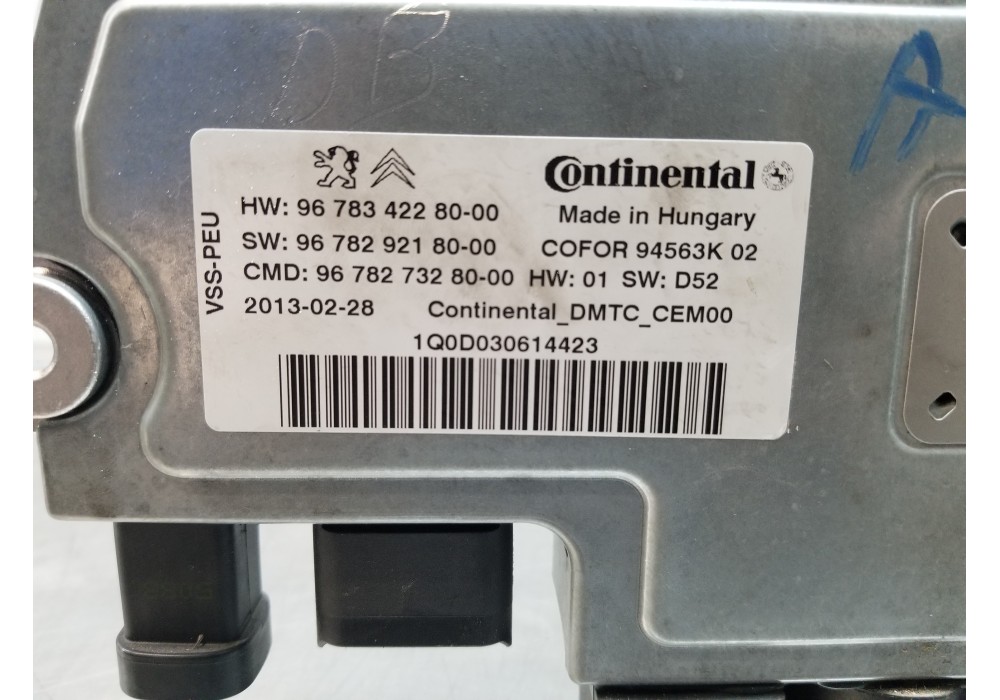 DB
A
Continental
HW: 96 783 422 80-00
Made in Hungary
SW: 96 782 921 80-00
COFOR 94563K 02
CMD: 96 782 732 80-00 HW: 01 SW: D52
2013-02-28
Continental_DMTC_CEM00
1Q0D030614423
VSS-PEU